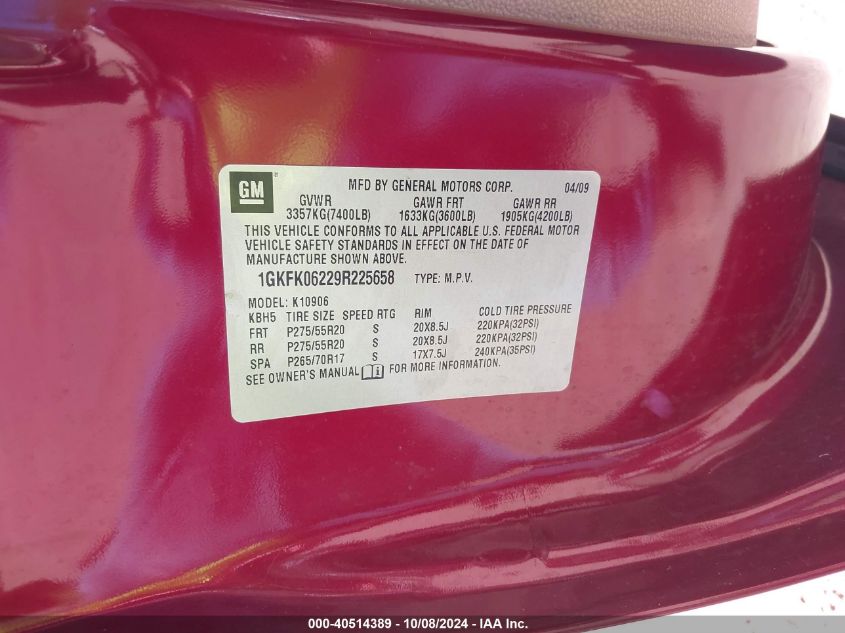 GM
MFD BY GENERAL MOTORS CORP. 04/09
GVWR GAWR FRT GAWR RR
3357KG(7400LB) 1633KG(3600LB) 1905KG(4200LB)
THIS VEHICLE CONFORMS TO ALL APPLICABLE U.S. FEDERAL MOTOR
VEHICLE SAFETY STANDARDS IN EFFECT ON THE DATE OF
MANUFACTURE SHOWN ABOVE.
1GKFK06229R225658 TYPE: M.P.V.
MODEL: K10906
KBH5 TIRE SIZE SPEED RTG RIM COLD TIRE PRESSURE
FRT P275/55R20 S 20X8.5J 220KPA(32PSI)
RR P275/55R20 S 20X8.5J 220KPA(32PSI)
SPA P265/70R17 S 17X7.5J 240KPA(35PSI)
SEE OWNER'S MANUAL FOR MORE INFORMATION.
000-40514389 - 10/08/2024 - IAA Inc.